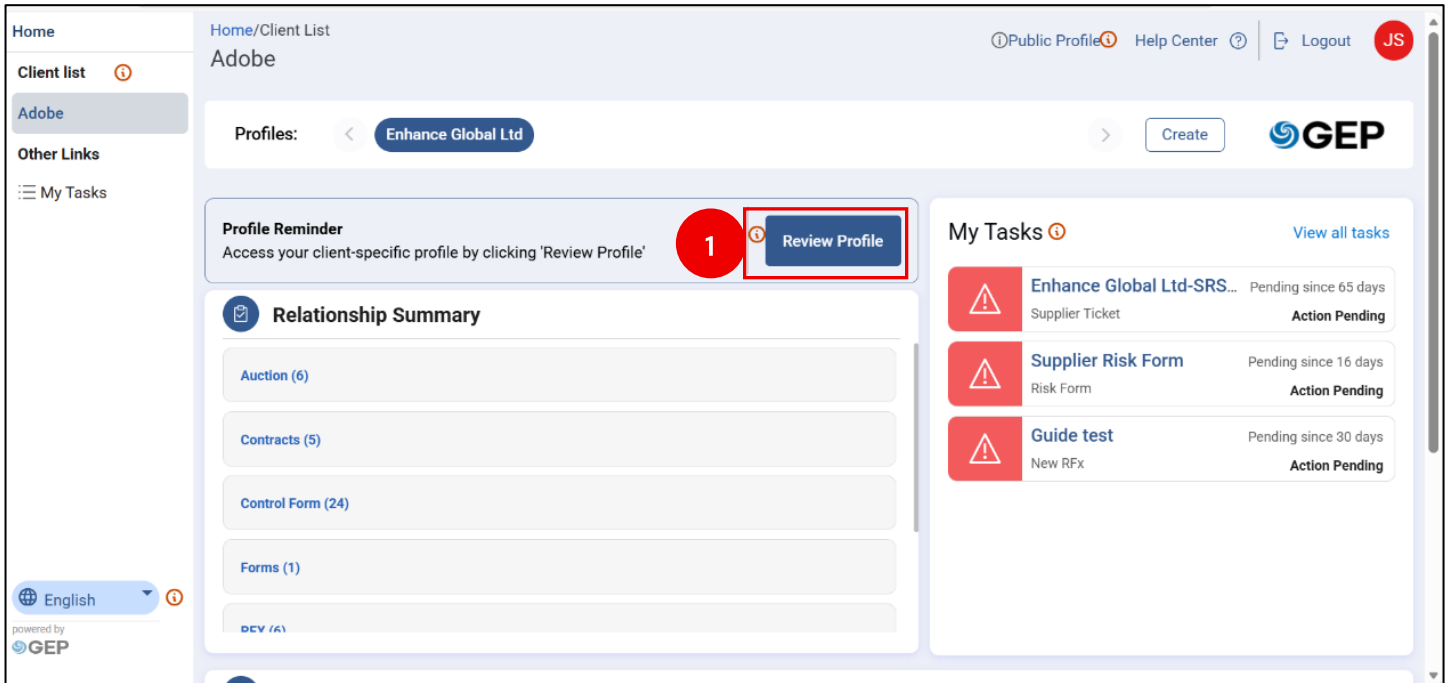 Home
Client list
Adobe
Other Links
My Tasks
English
powered by
GEP
Home/Client List
Adobe
Public Profile
Help Center
Logout
JS
Profiles:
Enhance Global Ltd
Create
GEP
Profile Reminder
Access your client-specific profile by clicking 'Review Profile'
1
Review Profile
Relationship Summary
Auction (6)
Contracts (5)
Control Form (24)
Forms (1)
RFX (6)
My Tasks
View all tasks
Enhance Global Ltd-SRS...
Pending since 65 days
Supplier Ticket
Action Pending
Supplier Risk Form
Pending since 16 days
Risk Form
Action Pending
Guide test
Pending since 30 days
New RFx
Action Pending